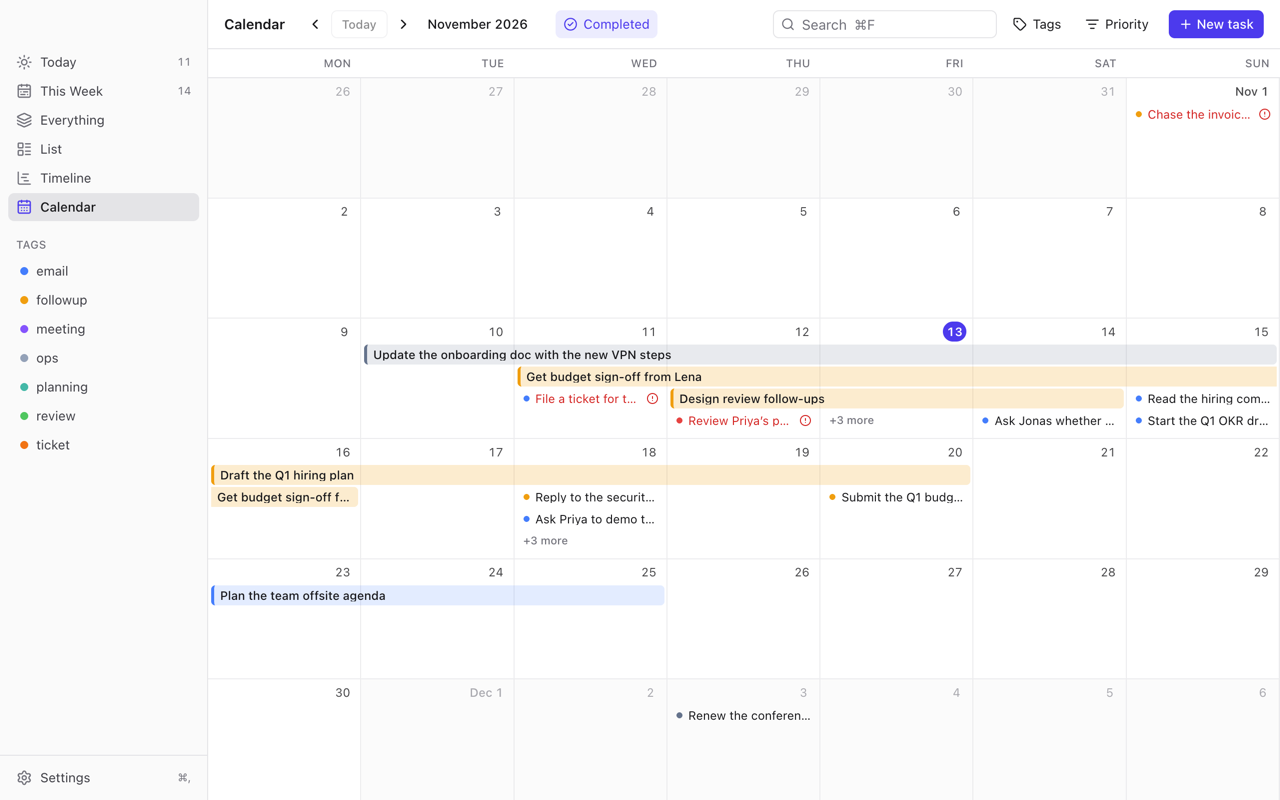 Calendar
Today
November 2026
Completed
Search ⌘F
Tags
Priority
New task
Today 11
This Week 14
Everything
List
Timeline
Calendar
TAGS
email
followup
meeting
ops
planning
review
ticket
Settings ⌘,
MON TUE WED THU FRI SAT SUN
26 27 28 29 30 31 Nov 1
Chase the invoic...
2 3 4 5 6 7 8
9 10 11 12 13 14 15
Update the onboarding doc with the new VPN steps
Get budget sign-off from Lena
File a ticket for t... Design review follow-ups Read the hiring com...
Review Priya's p... +3 more Ask Jonas whether ... Start the Q1 OKR dr...
16 17 18 19 20 21 22
Draft the Q1 hiring plan
Get budget sign-off f... Reply to the securit... Submit the Q1 budg...
Ask Priya to demo t...
+3 more
23 24 25 26 27 28 29
Plan the team offsite agenda
30 Dec 1 2 3 4 5 6
Renew the conferen...